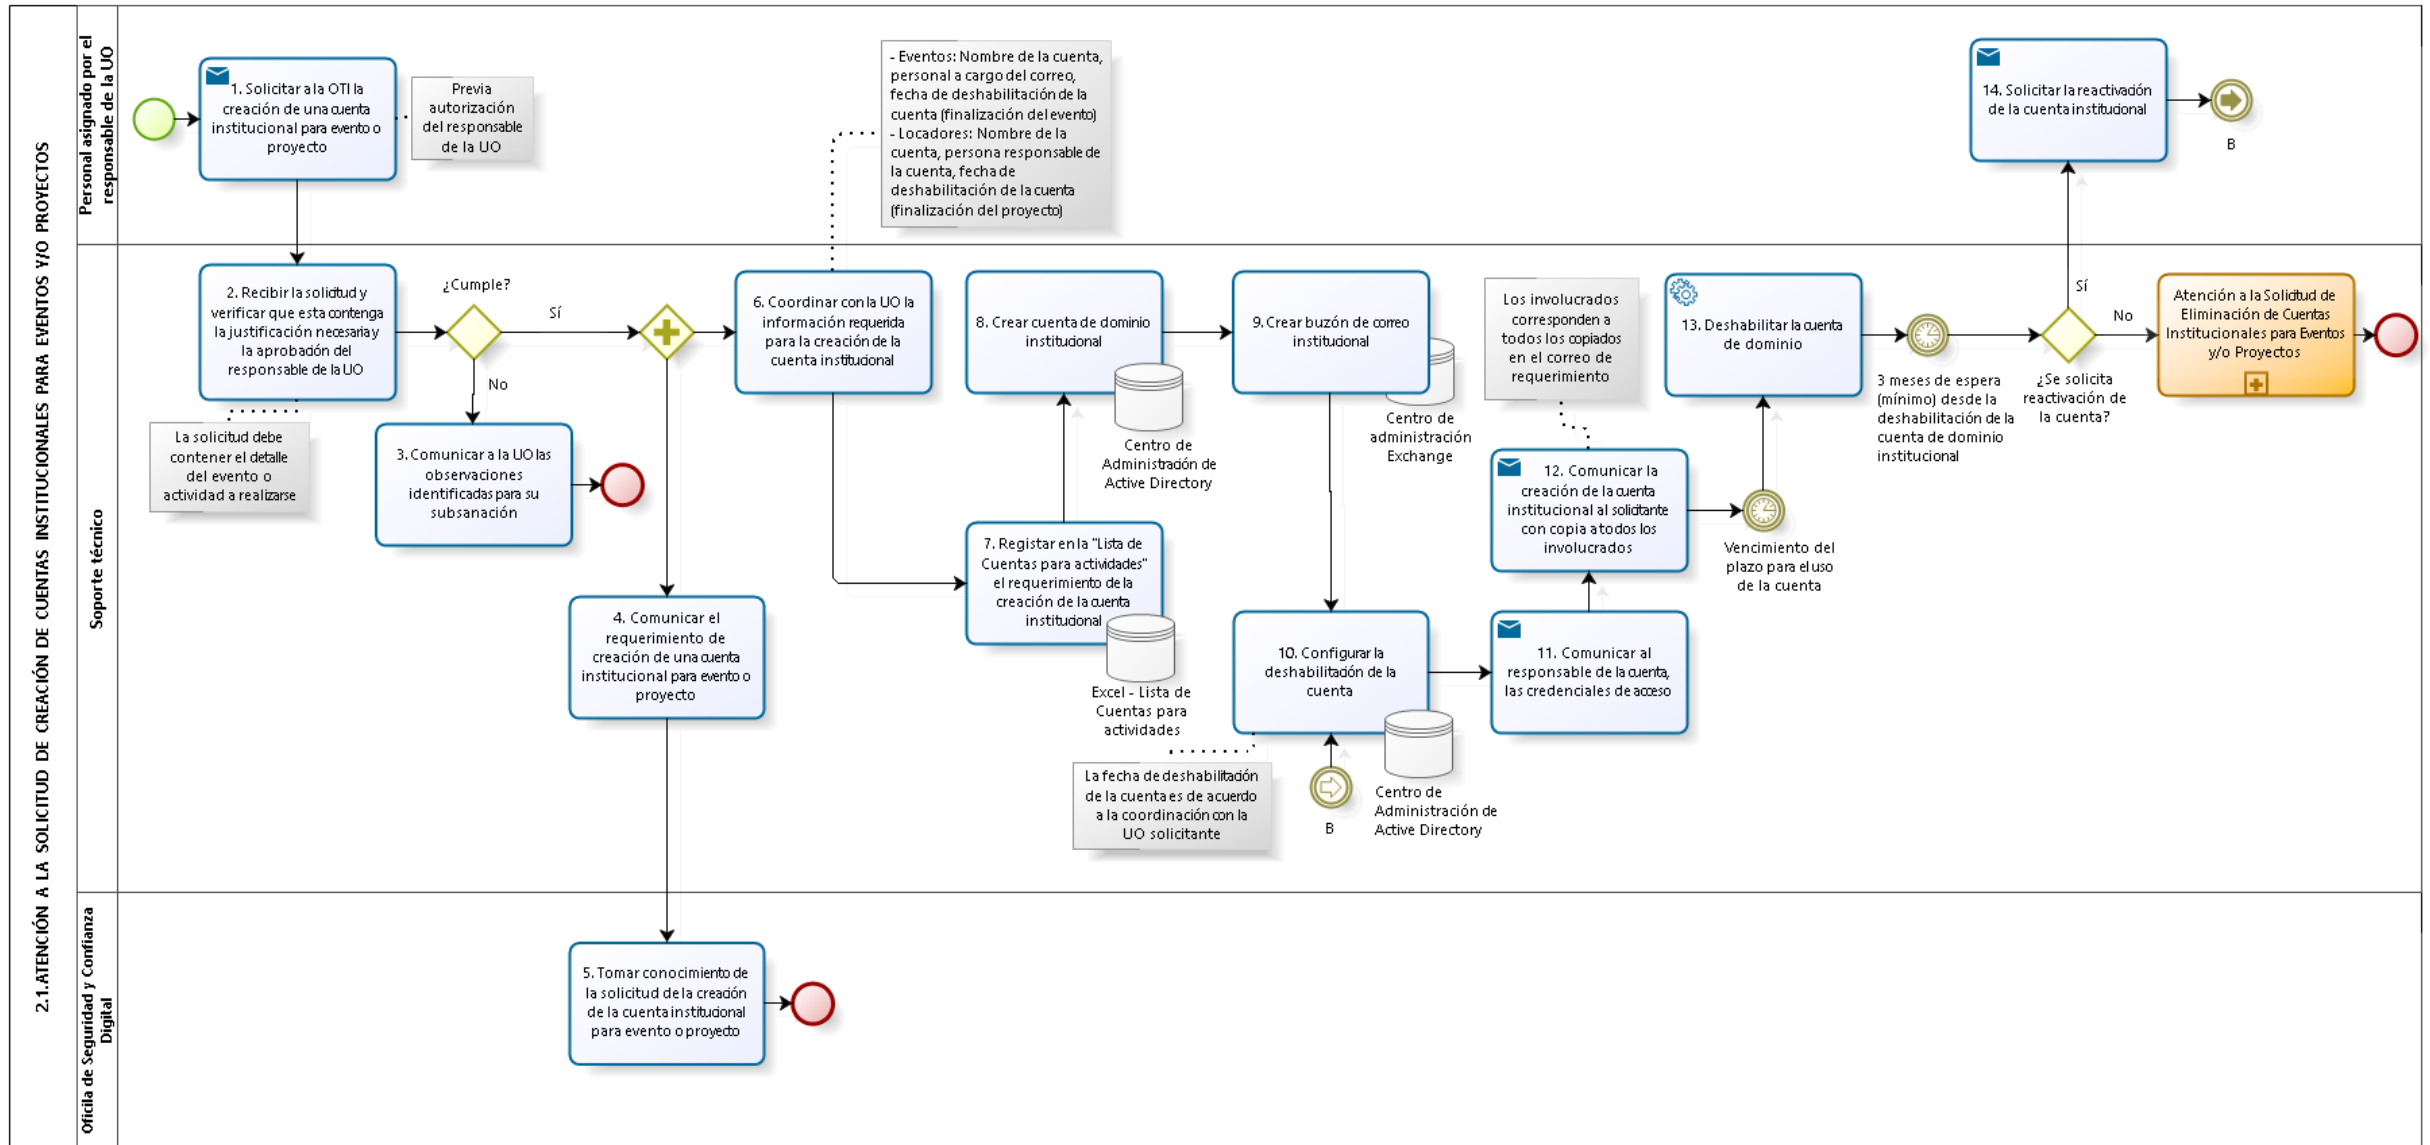 2.1.ATENCIÓN A LA SOLICITUD DE CREACIÓN DE CUENTAS INSTITUCIONALES PARA EVENTOS Y/O PROYECTOS
Personal asignado por el
responsable de la UO
1. Solicitar a la OTI la
creación de una cuenta
institucional para evento o
proyecto
Previa
autorización
del responsable
de la UO
- Eventos: Nombre de la cuenta,
personal a cargo del correo,
fecha de deshabilitación de la
cuenta (finalización del evento)
- Locadores: Nombre de la
cuenta, persona responsable de
la cuenta, fecha de
deshabilitación de la cuenta
(finalización del proyecto)
14. Solicitar la reactivación
de la cuenta institucional
B
Soporte técnico
2. Recibir la solicitud y
verificar que esta contenga
la justificación necesaria y
la aprobación del
responsable de la UO
La solicitud debe
contener el detalle
del evento o
actividad a realizarse
¿Cumple?
Sí
No
3. Comunicar a la UO las
observaciones
identificadas para su
subsanación
4. Comunicar el
requerimiento de
creación de una cuenta
institucional para evento o
proyecto
6. Coordinar con la UO la
información requerida
para la creación de la
cuenta institucional
7. Registrar en la "Lista de
Cuentas para actividades"
el requerimiento de la
creación de la cuenta
institucional
Excel - Lista de
Cuentas para
actividades
8. Crear cuenta de dominio
institucional
Centro de
Administración de
Active Directory
9. Crear buzón de correo
institucional
Centro de
administración
Exchange
10. Configurar la
deshabilitación de la
cuenta
Centro de
Administración de
Active Directory
La fecha de deshabilitación
de la cuenta es de acuerdo
a la coordinación con la
UO solicitante
B
11. Comunicar al
responsable de la cuenta,
las credenciales de acceso
12. Comunicar la
creación de la cuenta
institucional al solicitante
con copia a todos los
involucrados
Los involucrados
corresponden a
todos los copiados
en el correo de
requerimiento
Vencimiento del
plazo para el uso
de la cuenta
13. Deshabilitar la cuenta
de dominio
3 meses de espera
(mínimo) desde la
deshabilitación de la
cuenta de dominio
institucional
¿Se solicita
reactivación de
la cuenta?
Sí
No
Atención a la Solicitud de
Eliminación de Cuentas
Institucionales para Eventos
y/o Proyectos
Oficila de Seguridad y Confianza
Digital
5. Tomar conocimiento de
la solicitud de la creación
de la cuenta institucional
para evento o proyecto